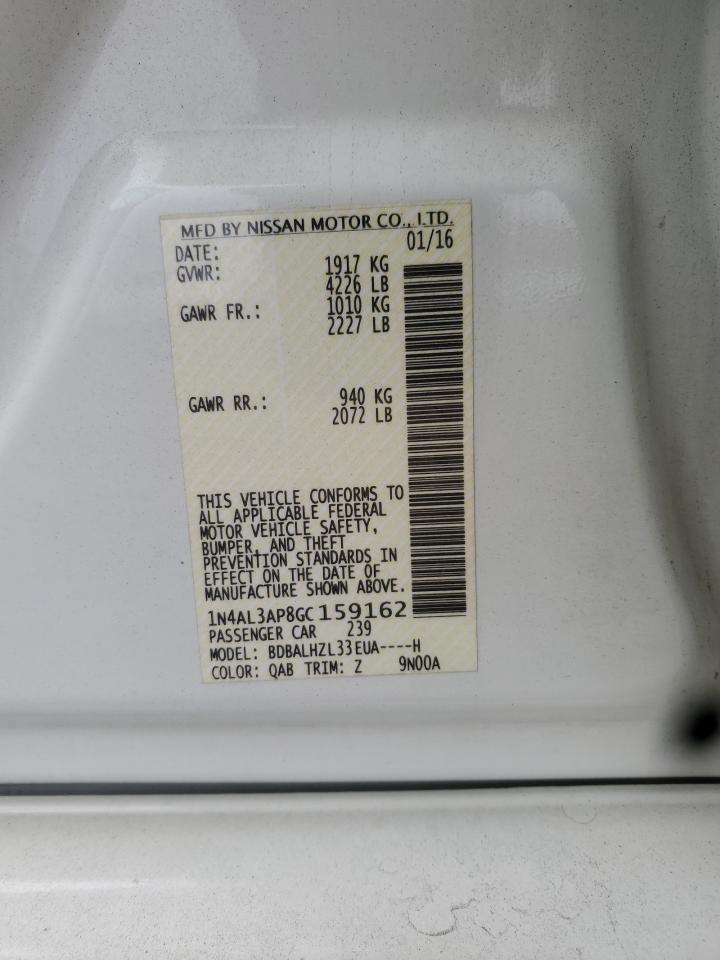 MFD BY NISSAN MOTOR CO., LTD.
DATE: 01/16
GVWR: 1917 KG
4226 LB
GAWR FR.: 1010 KG
2227 LB
GAWR RR.: 940 KG
2072 LB
THIS VEHICLE CONFORMS TO
ALL APPLICABLE FEDERAL
MOTOR VEHICLE SAFETY,
BUMPER, AND THEFT
PREVENTION STANDARDS IN
EFFECT ON THE DATE OF
MANUFACTURE SHOWN ABOVE.
1N4AL3AP8GC159162
PASSENGER CAR 239
MODEL: BDBALHZL33EUA----H
COLOR: QAB TRIM: Z 9N00A